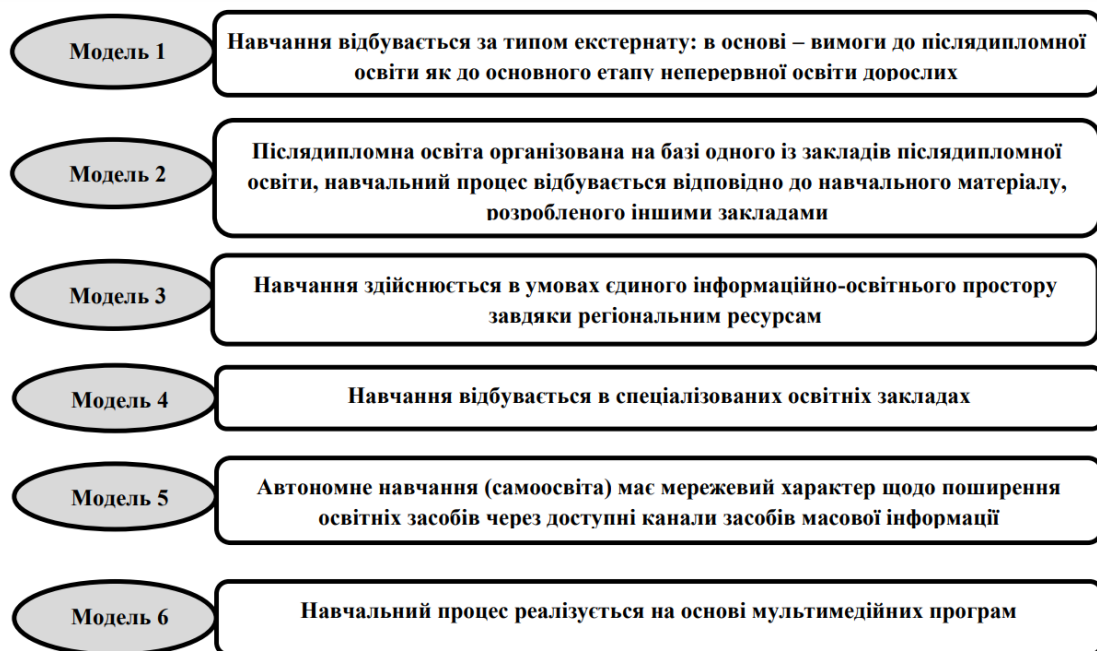 Модель 1
Навчання відбувається за типом екстернату: в основі – вимоги до післядипломної
освіти як до основного етапу неперервної освіти дорослих
Модель 2
Післядипломна освіта організована на базі одного із закладів післядипломної
освіти, навчальний процес відбувається відповідно до навчального матеріалу,
розробленого іншими закладами
Модель 3
Навчання здійснюється в умовах єдиного інформаційно-освітнього простору
завдяки регіональним ресурсам
Модель 4
Навчання відбувається в спеціалізованих освітніх закладах
Модель 5
Автономне навчання (самоосвіта) має мережевий характер щодо поширення
освітніх засобів через доступні канали засобів масової інформації
Модель 6
Навчальний процес реалізується на основі мультимедійних програм